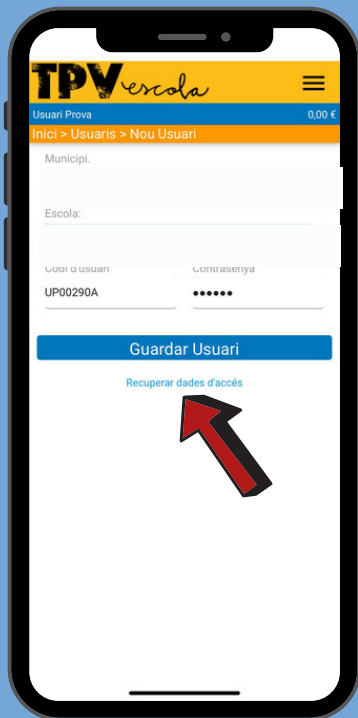 TPV escola
Usuari Prova 0,00 €
Inici > Usuaris > Nou Usuari
Municipi.
Escola:
Codi d'usuari Contrasenya
UP00290A ••••••
Guardar Usuari
Recuperar dades d'accés